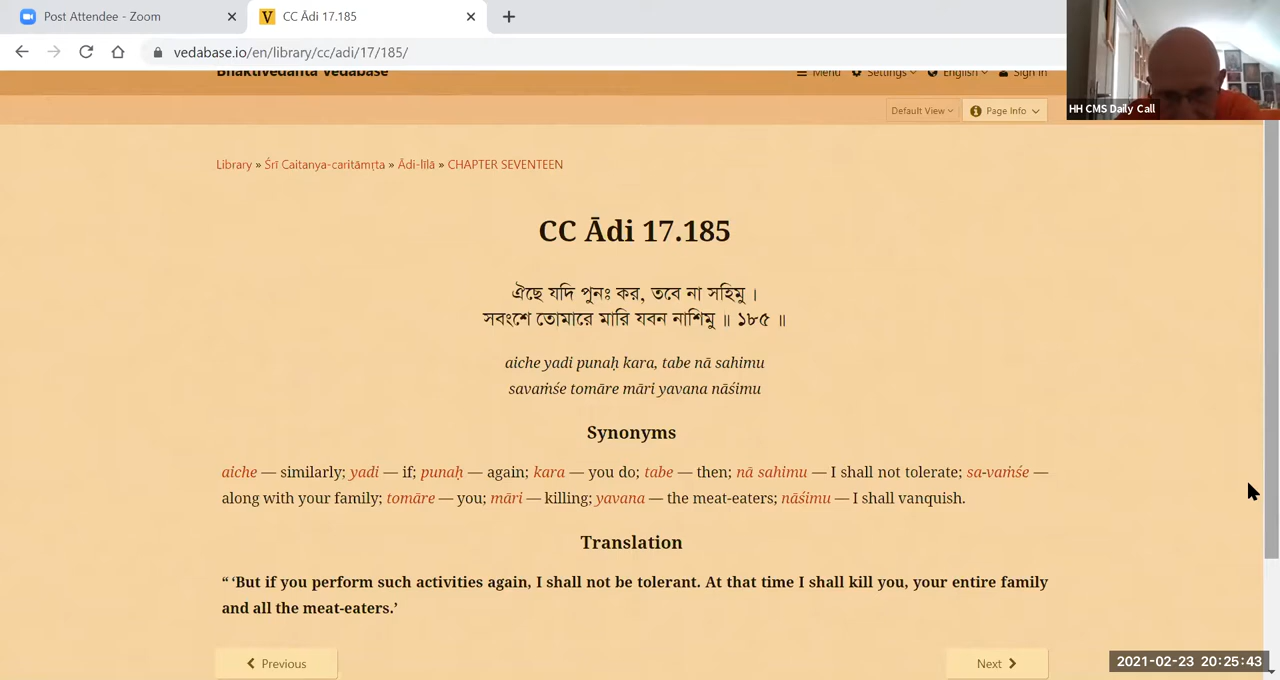 Post Attendee - Zoom
CC Ādi 17.185
vedabase.io/en/library/cc/adi/17/185/
HH CMS Daily Call
Bhaktivedanta Vedabase
Menu Settings English Sign in
Default View Page Info
Library » Śrī Caitanya-caritāmṛta » Ādi-līlā » CHAPTER SEVENTEEN
CC Ādi 17.185
ঐছে যদি পুনঃ কর, তবে না সহিমু ।
সবংশে তোমারে মারি যবন নাশিমু ॥ ১৮৫ ॥
aiche yadi punaḥ kara, tabe nā sahimu
savaṁśe tomāre māri yavana nāśimu
Synonyms
aiche — similarly; yadi — if; punaḥ — again; kara — you do; tabe — then; nā sahimu — I shall not tolerate; sa-vaṁśe —
along with your family; tomāre — you; māri — killing; yavana — the meat-eaters; nāśimu — I shall vanquish.
Translation
“ ‘But if you perform such activities again, I shall not be tolerant. At that time I shall kill you, your entire family
and all the meat-eaters.’
Previous
Next
2021-02-23 20:25:43